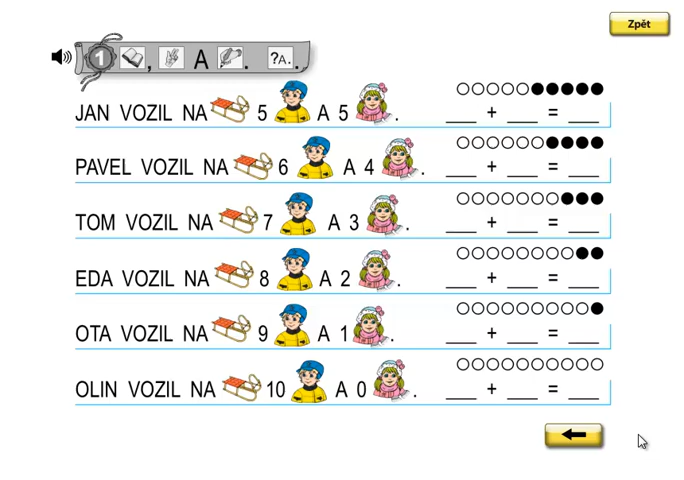 Zpět
1 , A . ?A. .
JAN VOZIL NA 5 A 5 .
___ + ___ = ___
PAVEL VOZIL NA 6 A 4 .
___ + ___ = ___
TOM VOZIL NA 7 A 3 .
___ + ___ = ___
EDA VOZIL NA 8 A 2 .
___ + ___ = ___
OTA VOZIL NA 9 A 1 .
___ + ___ = ___
OLIN VOZIL NA 10 A 0 .
___ + ___ = ___